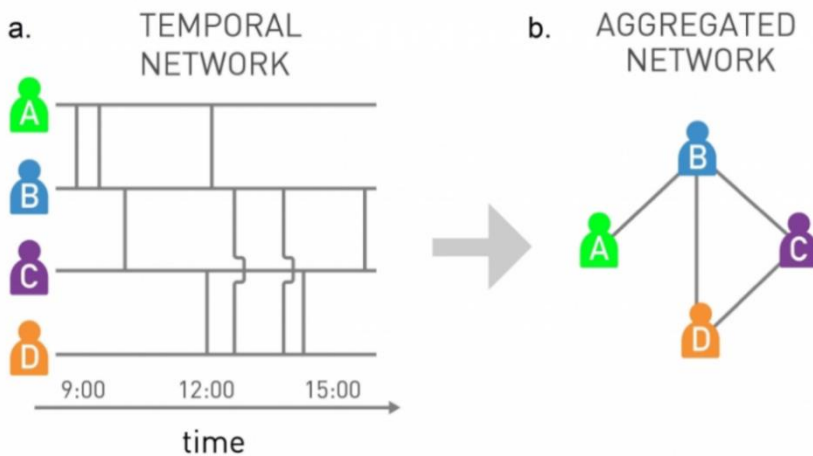 a.
TEMPORAL
NETWORK
A
B
C
D
9:00 12:00 15:00
time
b.
AGGREGATED
NETWORK
B
A
C
D